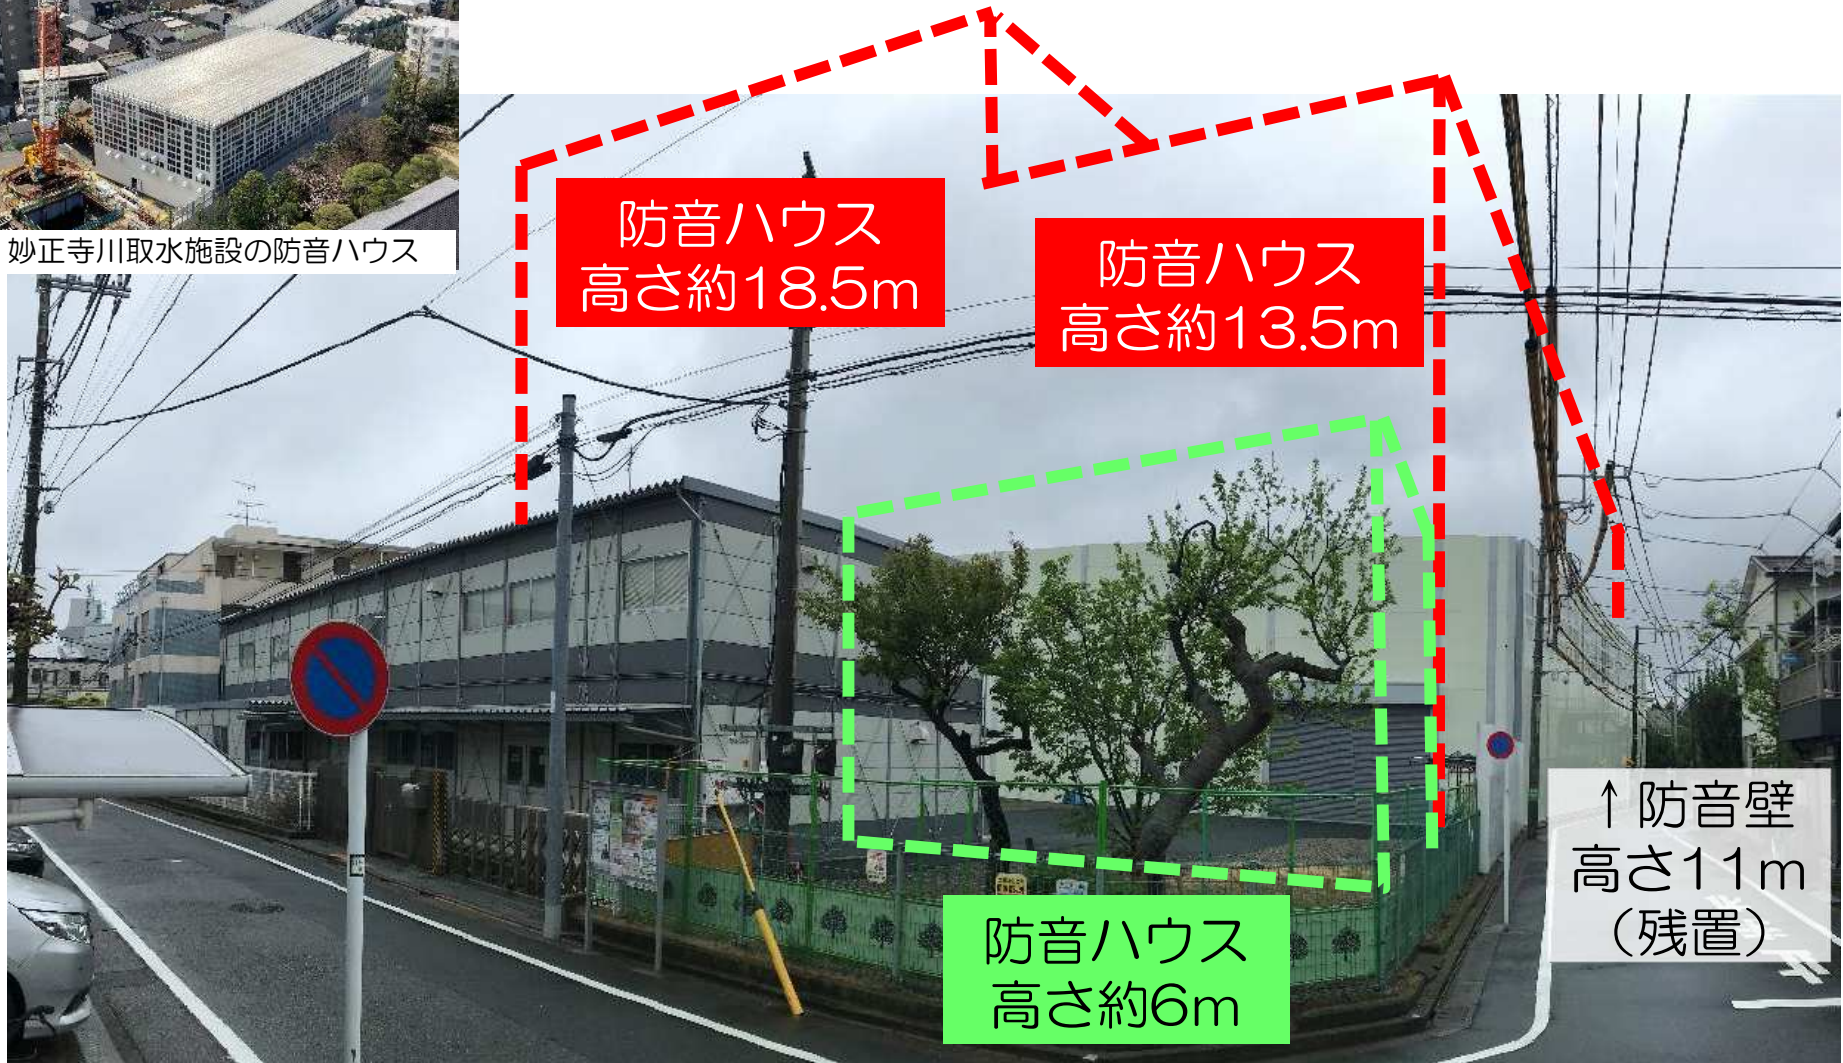 妙正寺川取水施設の防音ハウス
防音ハウス
高さ約18.5m
防音ハウス
高さ約13.5m
防音ハウス
高さ約6m
↑防音壁
高さ11m
（残置）